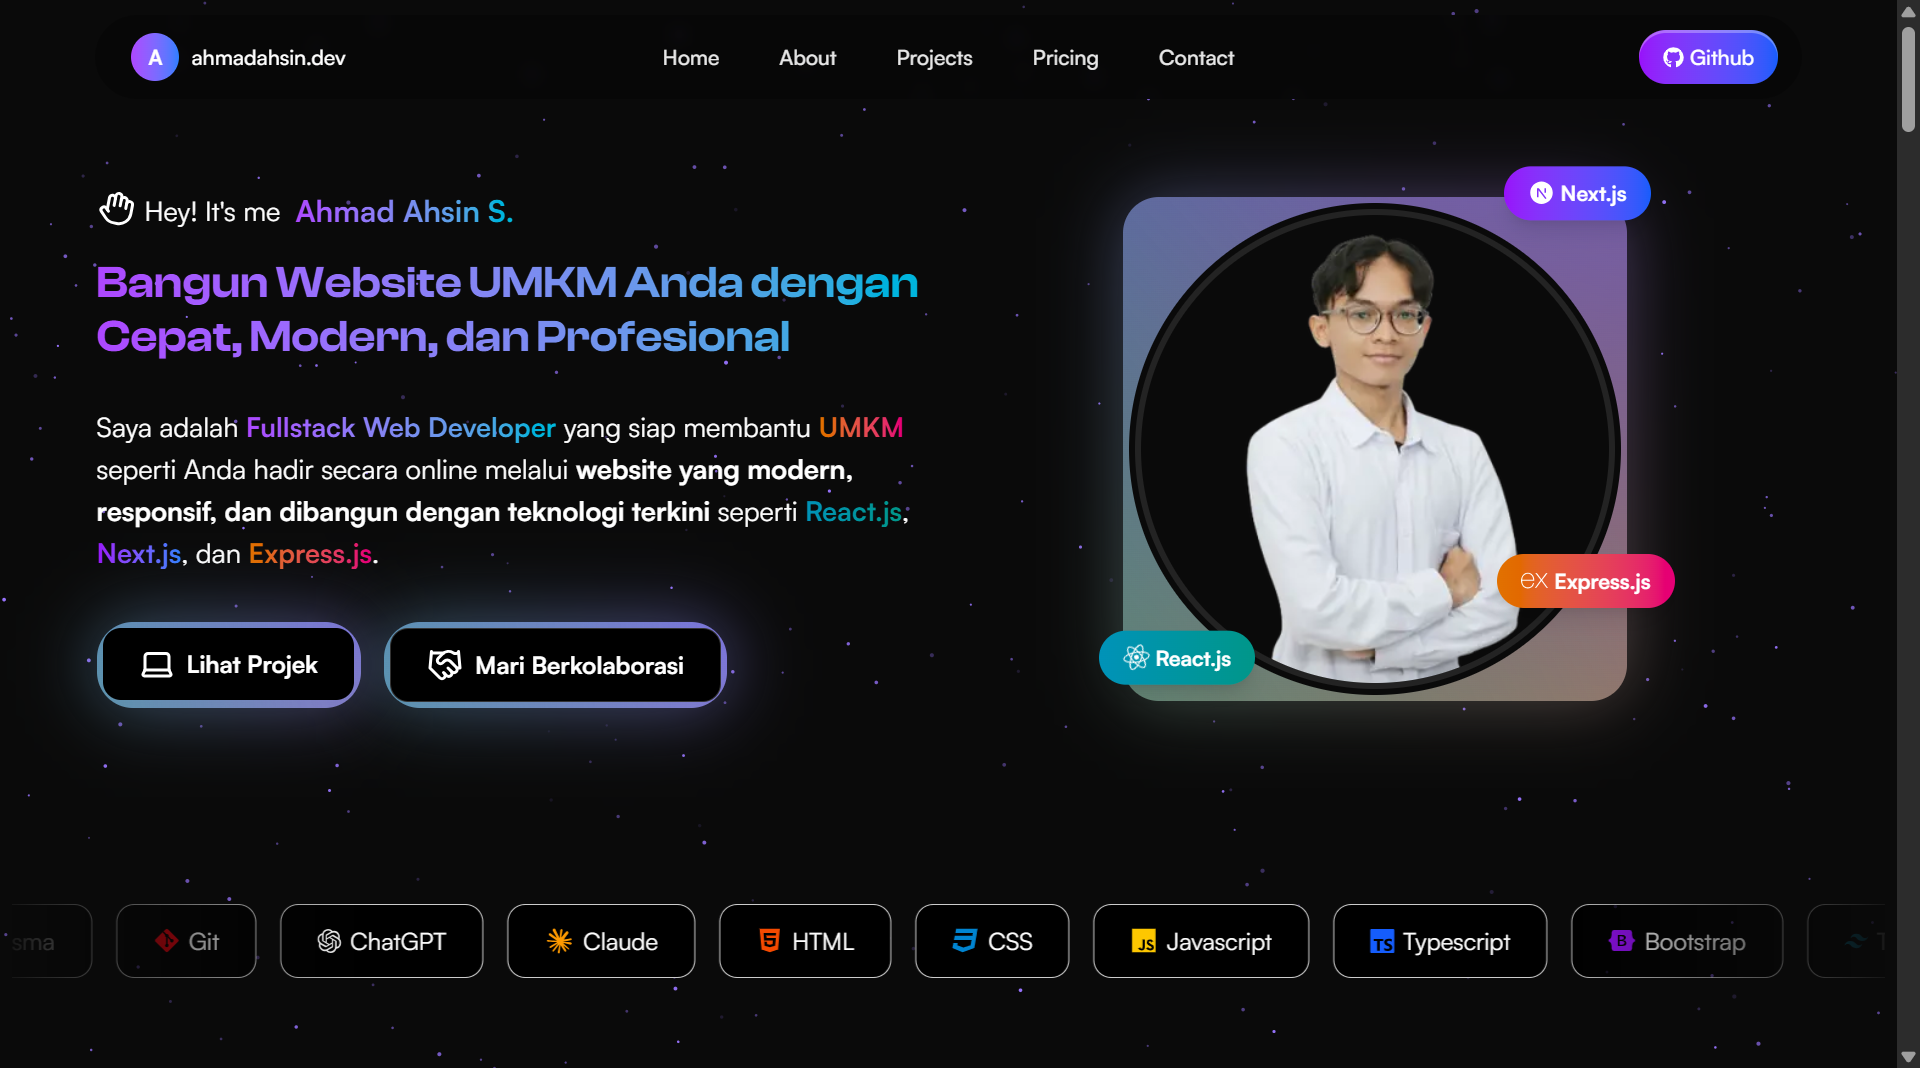 A ahmadahsin.dev
Home
About
Projects
Pricing
Contact
Github
Hey! It's me Ahmad Ahsin S.
Bangun Website UMKM Anda dengan
Cepat, Modern, dan Profesional
Saya adalah Fullstack Web Developer yang siap membantu UMKM
seperti Anda hadir secara online melalui website yang modern,
responsif, dan dibangun dengan teknologi terkini seperti React.js,
Next.js, dan Express.js.
Lihat Projek
Mari Berkolaborasi
N Next.js
ex Express.js
React.js
sma
Git
ChatGPT
Claude
HTML
CSS
JS Javascript
TS Typescript
B Bootstrap